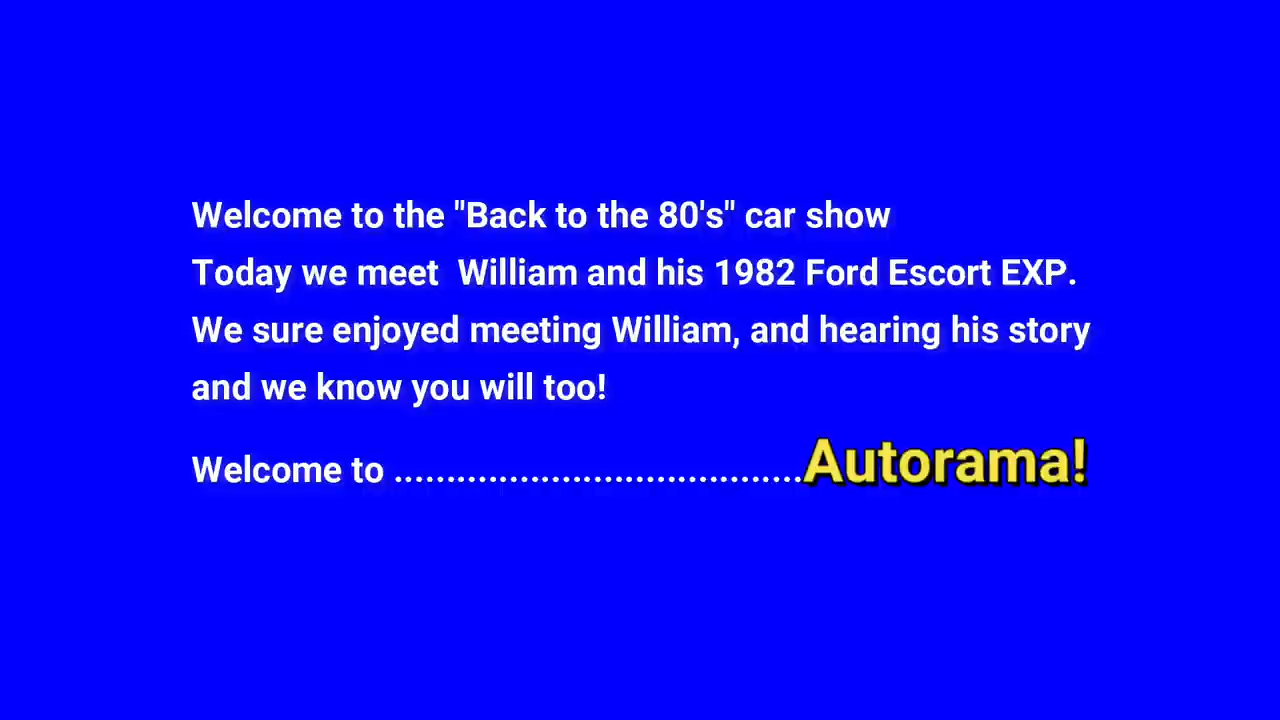 Welcome to the "Back to the 80's" car show
Today we meet  William and his 1982 Ford Escort EXP.
We sure enjoyed meeting William, and hearing his story
and we know you will too!
Welcome to .......................................Autorama!